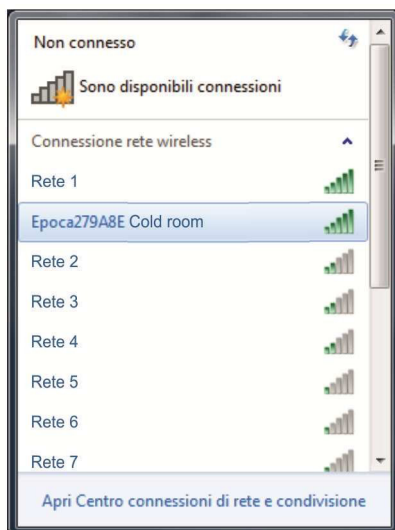 Non connesso
Sono disponibili connessioni
Connessione rete wireless
Rete 1
Epoca279A8E Cold room
Rete 2
Rete 3
Rete 4
Rete 5
Rete 6
Rete 7
Apri Centro connessioni di rete e condivisione